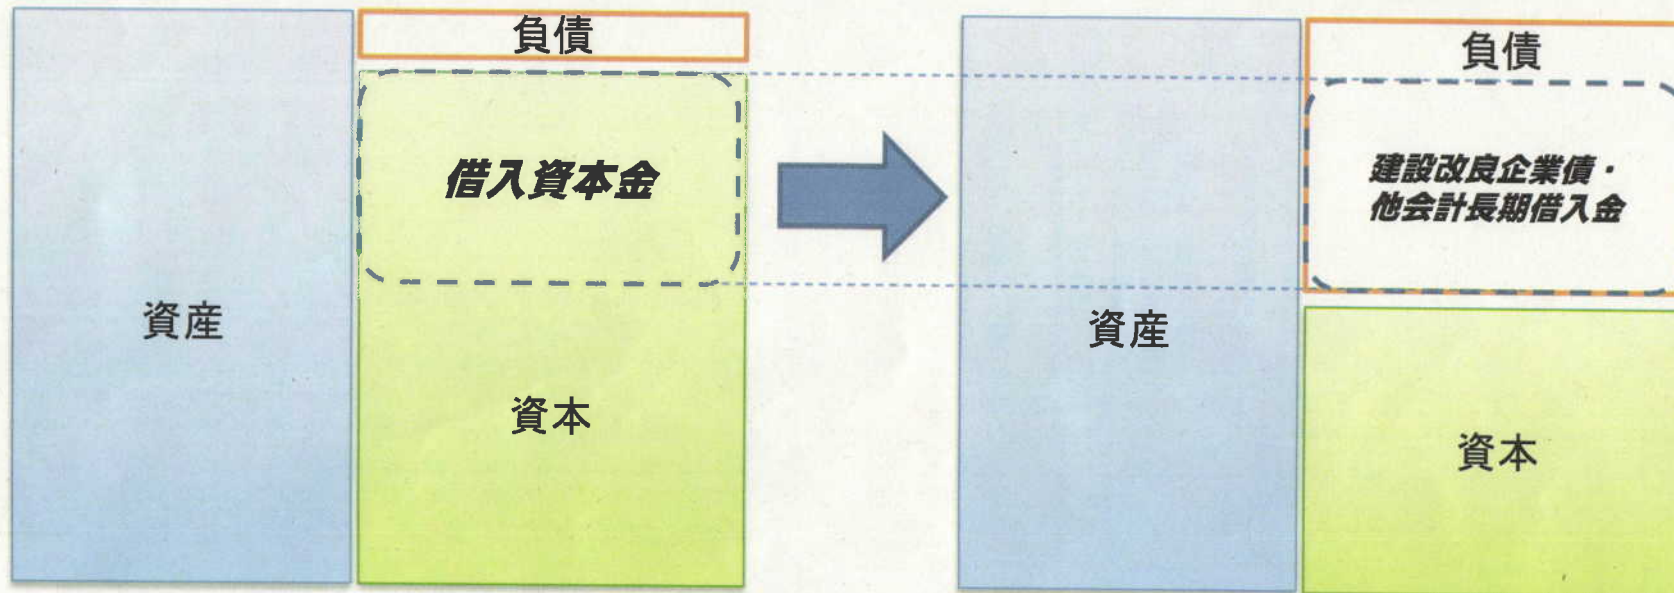 負債
借入資本金
資産
資本
負債
建設改良企業債・
他会計長期借入金
資産
資本